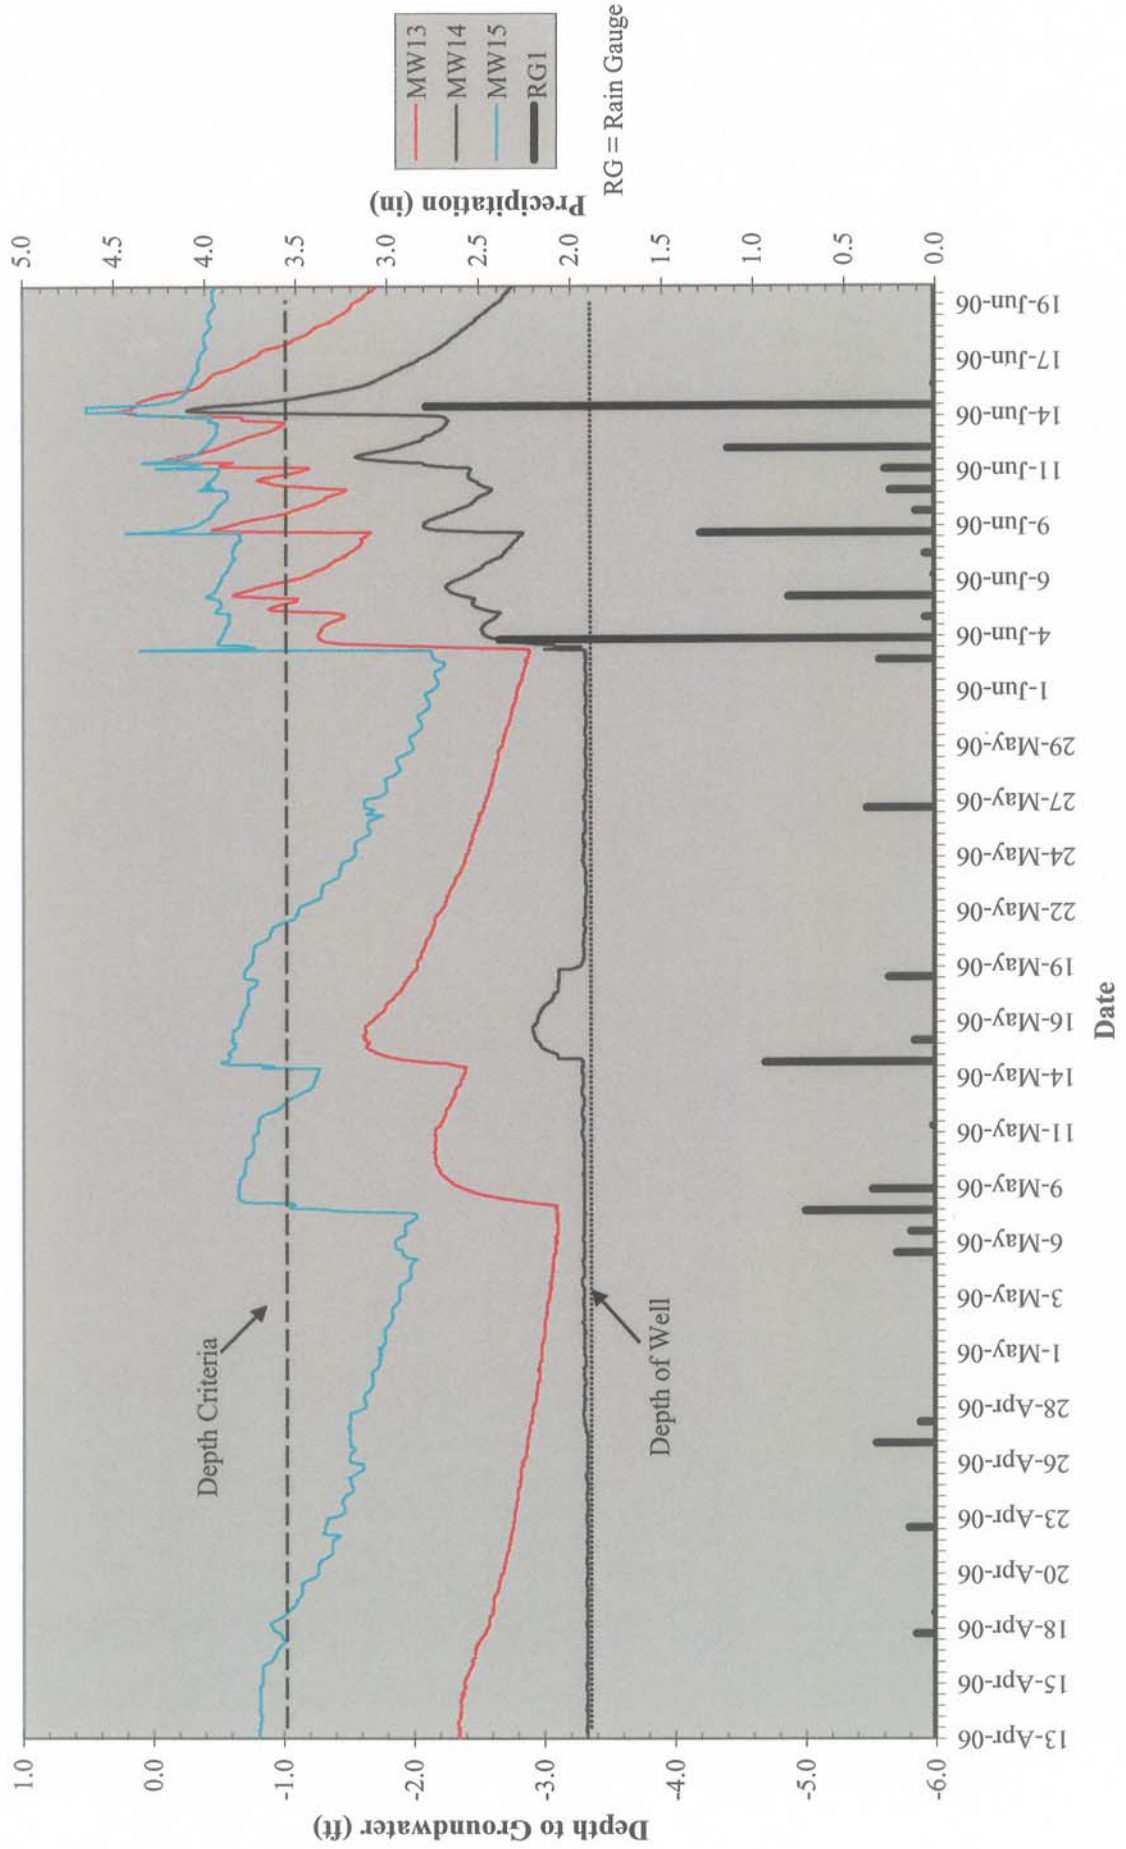 1.0
0.0
-1.0
-2.0
-3.0
-4.0
-5.0
-6.0
Depth to Groundwater (ft)
Depth Criteria
Depth of Well
13-Apr-06
15-Apr-06
18-Apr-06
20-Apr-06
23-Apr-06
26-Apr-06
28-Apr-06
1-May-06
3-May-06
6-May-06
9-May-06
11-May-06
14-May-06
16-May-06
19-May-06
22-May-06
24-May-06
27-May-06
29-May-06
1-Jun-06
4-Jun-06
6-Jun-06
9-Jun-06
11-Jun-06
14-Jun-06
17-Jun-06
19-Jun-06
Date
5.0
4.5
4.0
3.5
3.0
2.5
2.0
1.5
1.0
0.5
0.0
Precipitation (in)
MW13
MW14
MW15
RG1
RG = Rain Gauge